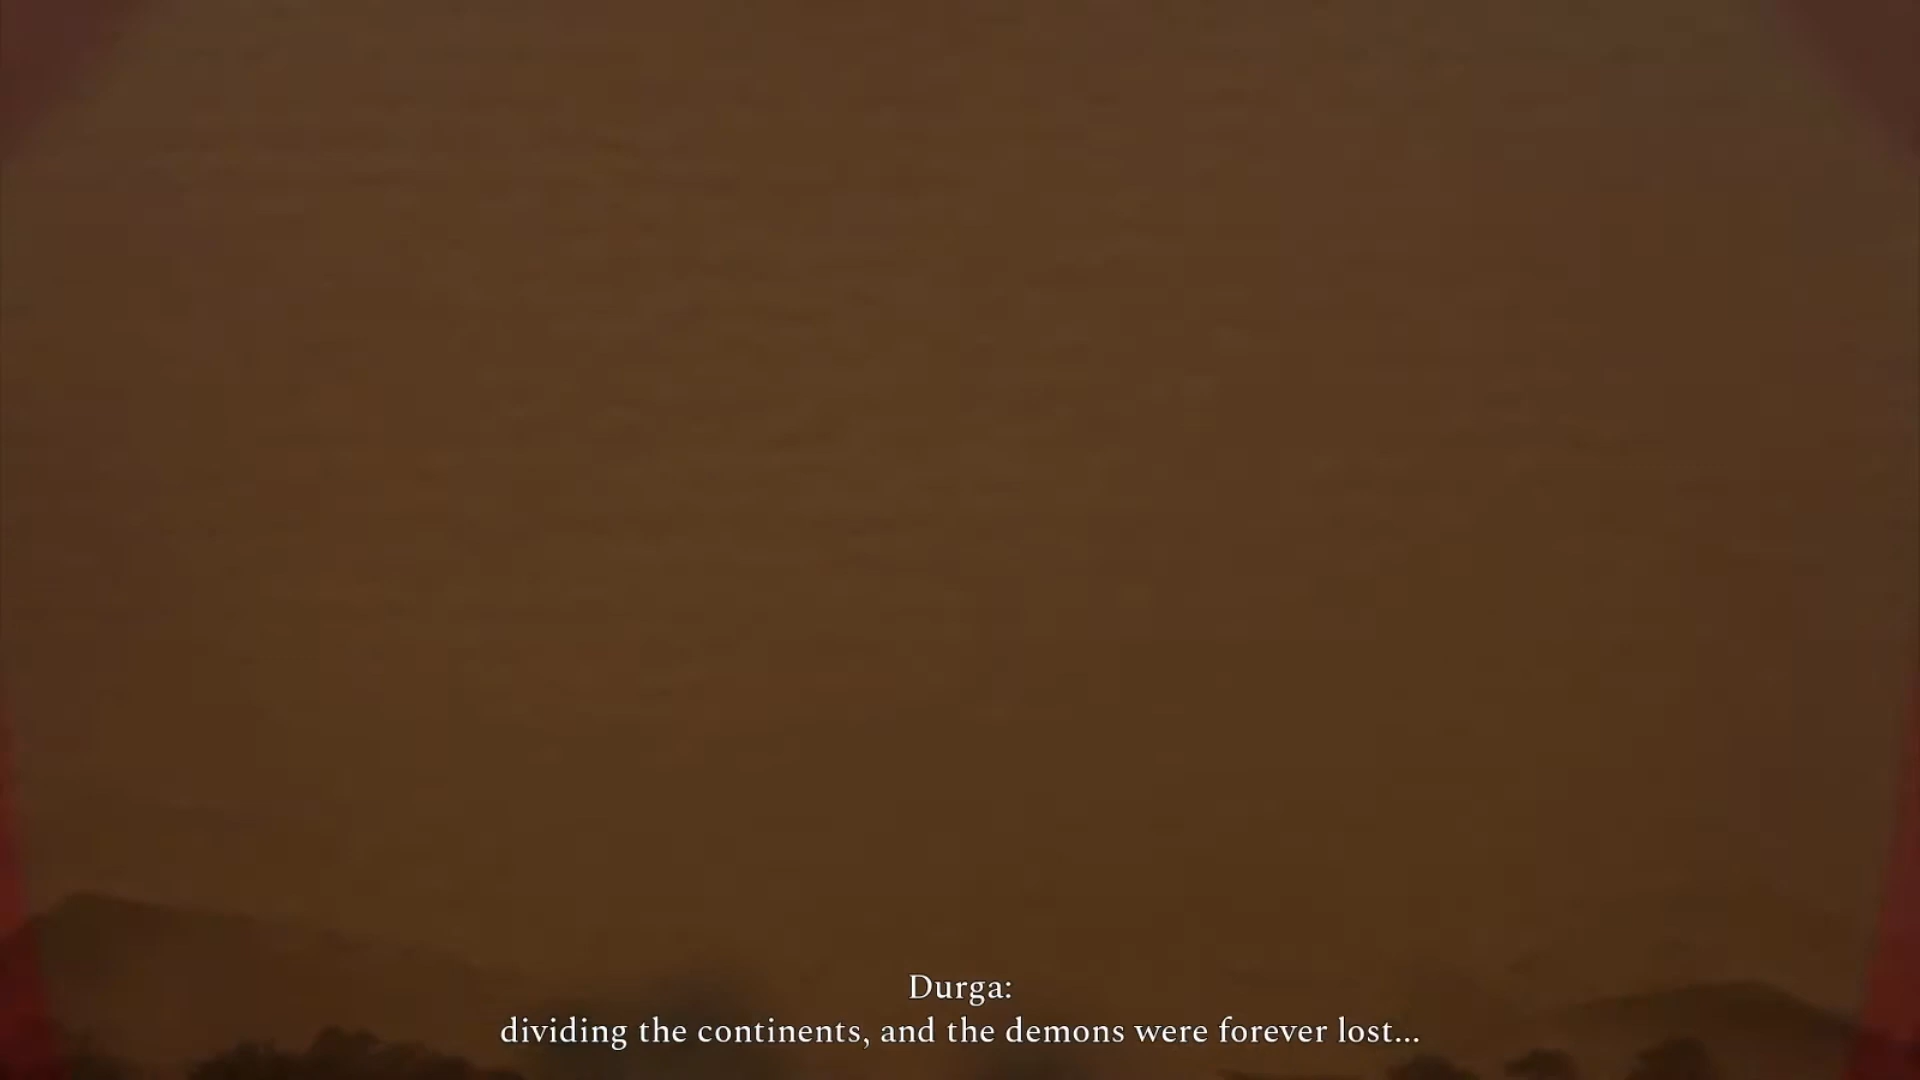 Durga:
dividing the continents, and the demons were forever lost...